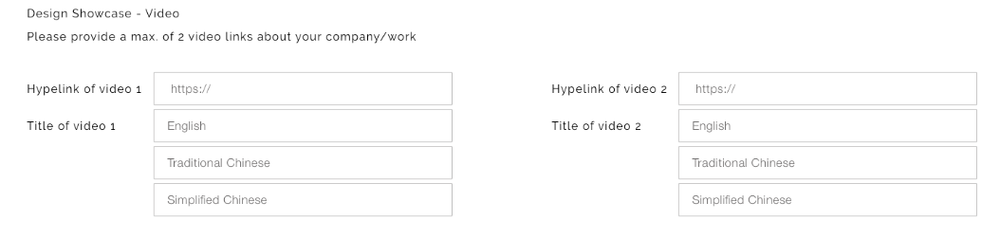 Design Showcase - Video
Please provide a max. of 2 video links about your company/work
Hypelink of video 1
https://
Title of video 1
English
Traditional Chinese
Simplified Chinese
Hypelink of video 2
https://
Title of video 2
English
Traditional Chinese
Simplified Chinese